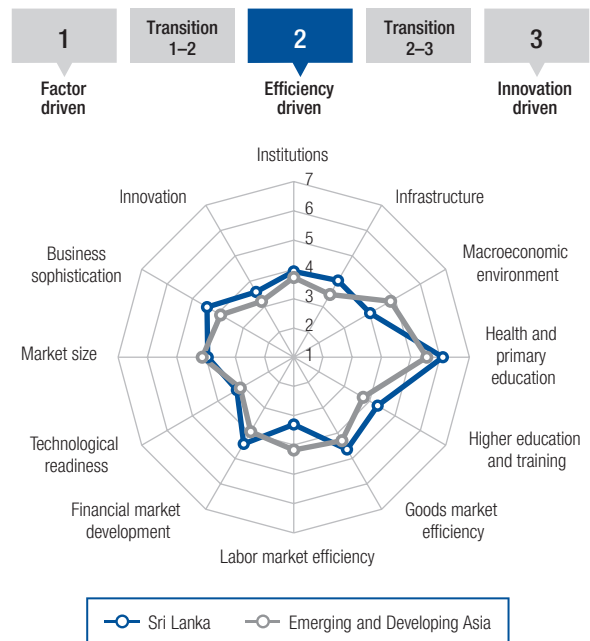 1
Transition
1–2
2
Transition
2–3
3
Factor
driven
Efficiency
driven
Innovation
driven
Institutions
7
Innovation
Infrastructure
6
5
Business
sophistication
Macroeconomic
environment
4
3
2
Market size
1
Health and
primary
education
Technological
readiness
Higher education
and training
Financial market
development
Goods market
efficiency
Labor market efficiency
Sri Lanka
Emerging and Developing Asia